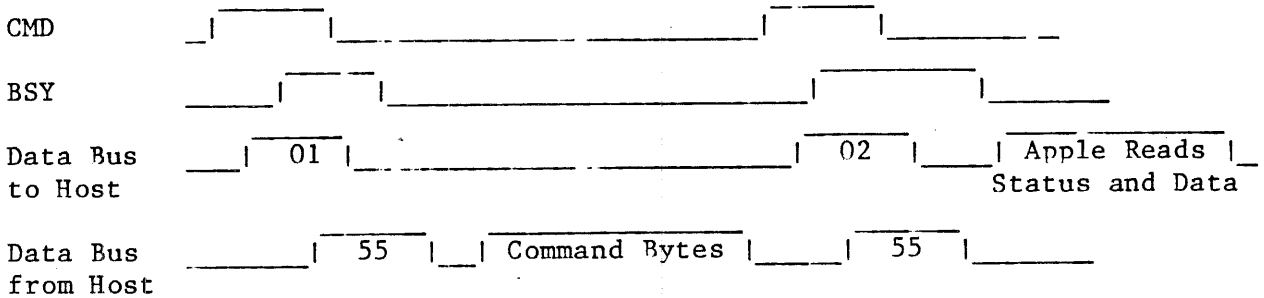 CMD
BSY
Data Bus 01 02 Apple Reads
to Host Status and Data
Data Bus 55 Command Bytes 55
from Host